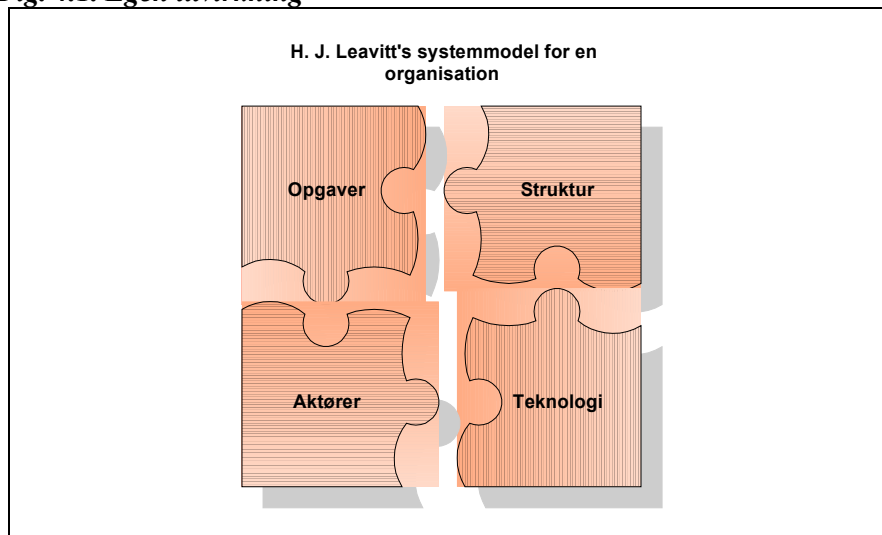 H. J. Leavitt's systemmodel for en
organisation
Opgaver
Struktur
Aktører
Teknologi